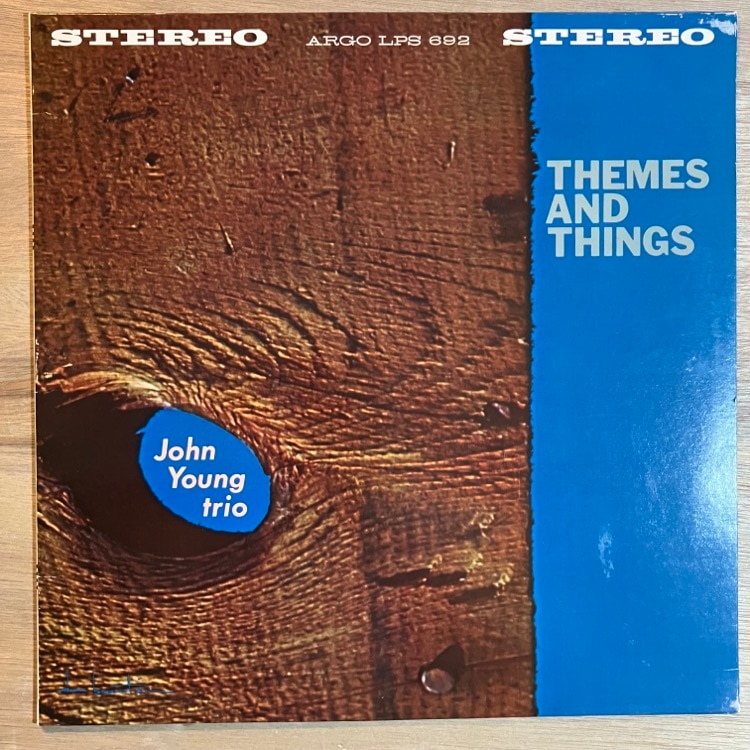 STEREO ARGO LPS 692 STEREO
THEMES
AND
THINGS
John
Young
trio